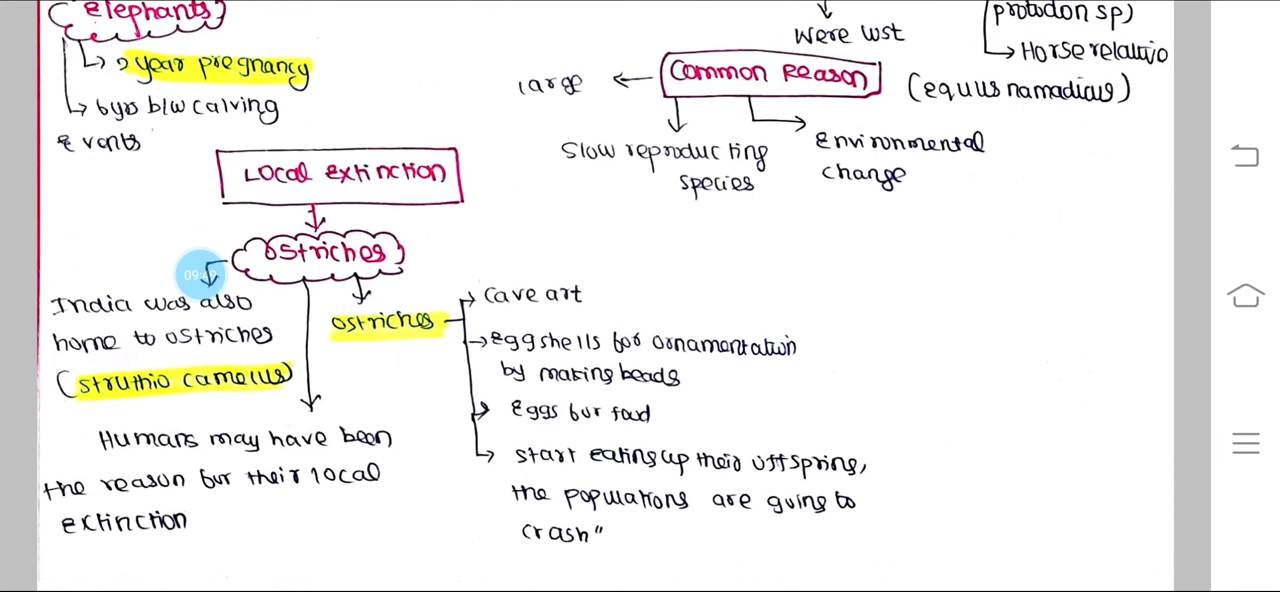 elephants
2 year pregnancy
6yrs b/w calving
events
were lost
protodon sp)
Horse relative
(equus namadicus)
Common Reason
large
Slow reproducting
species
Environmental
change
Local extinction
ostriches
09:49
India was also
home to ostriches
(struthio camelus)
Humans may have been
the reason for their local
extinction
ostriches
Cave art
Eggshells for ornamentation
by making beads
Eggs for food
start eating up their offspring,
the populations are going to
crash"